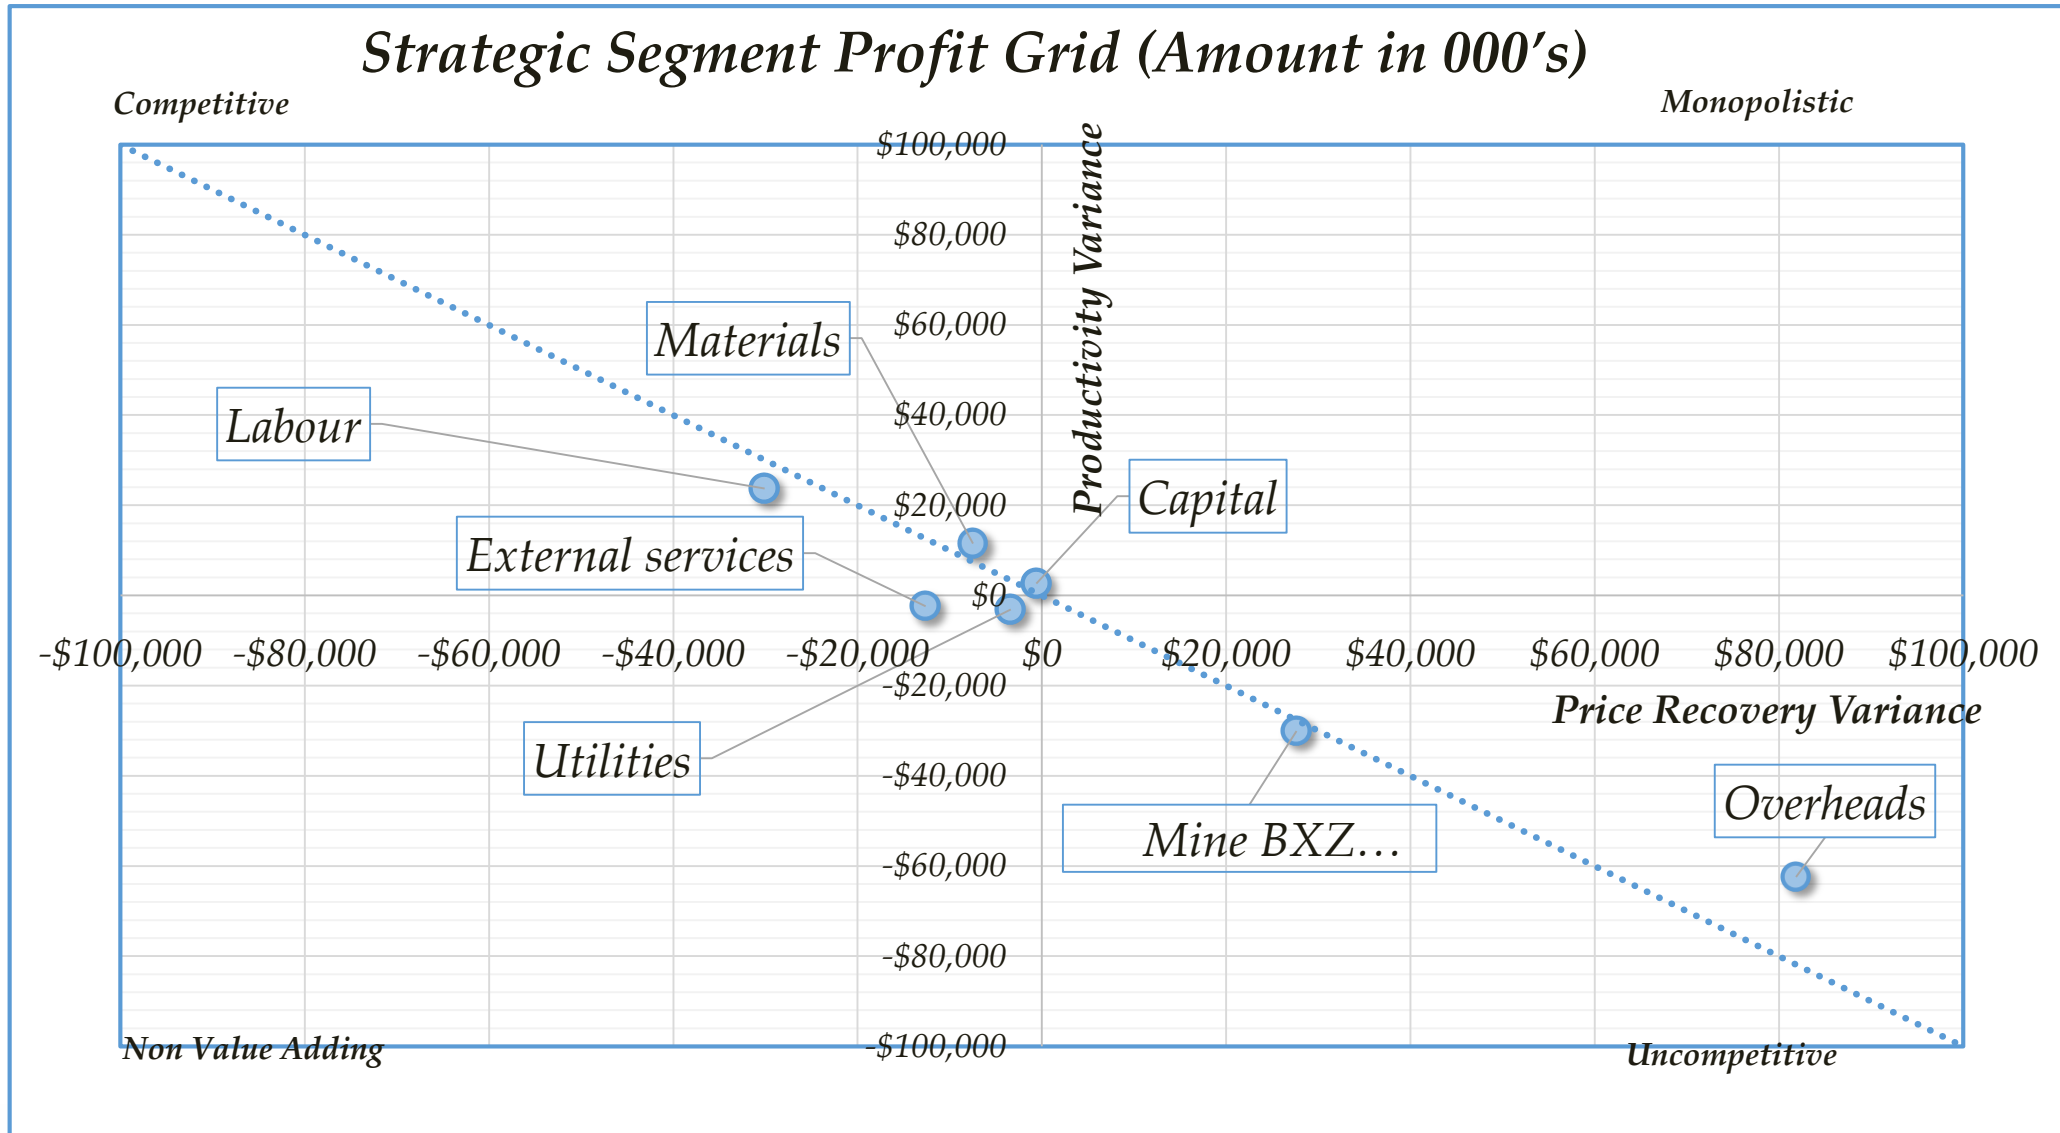 Strategic Segment Profit Grid (Amount in 000's)
Competitive
Monopolistic
Productivity Variance
$100,000
$80,000
$60,000
$40,000
$20,000
$0
-$20,000
-$40,000
-$60,000
-$80,000
-$100,000
Materials
Labour
Capital
External services
-$100,000 -$80,000 -$60,000 -$40,000 -$20,000 $0 $20,000 $40,000 $60,000 $80,000 $100,000
Price Recovery Variance
Utilities
Overheads
Mine BXZ…
Non Value Adding
Uncompetitive